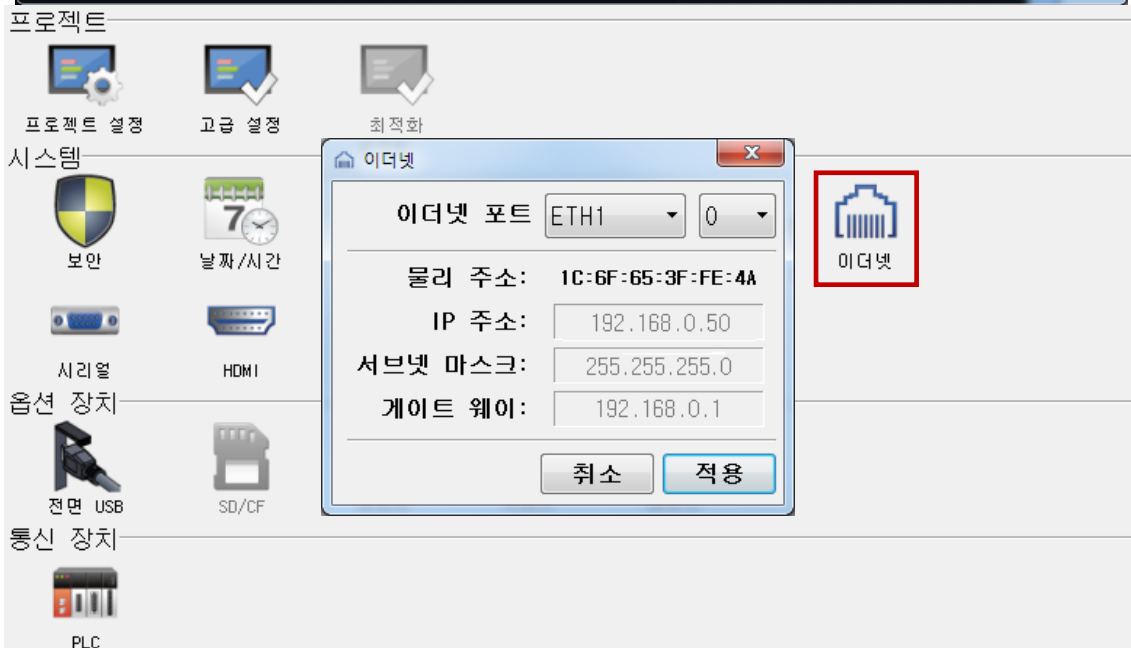 프로젝트
프로젝트 설정
고급 설정
최적화
시스템
보안
7
날짜/시간
이더넷
시리얼
HDMI
옵션 장치
전면 USB
SD/CF
통신 장치
PLC
이더넷
이더넷 포트 ETH1 0
물리 주소: 1C:6F:65:3F:FE:4A
IP 주소: 192.168.0.50
서브넷 마스크: 255.255.255.0
게이트 웨이: 192.168.0.1
취소 적용